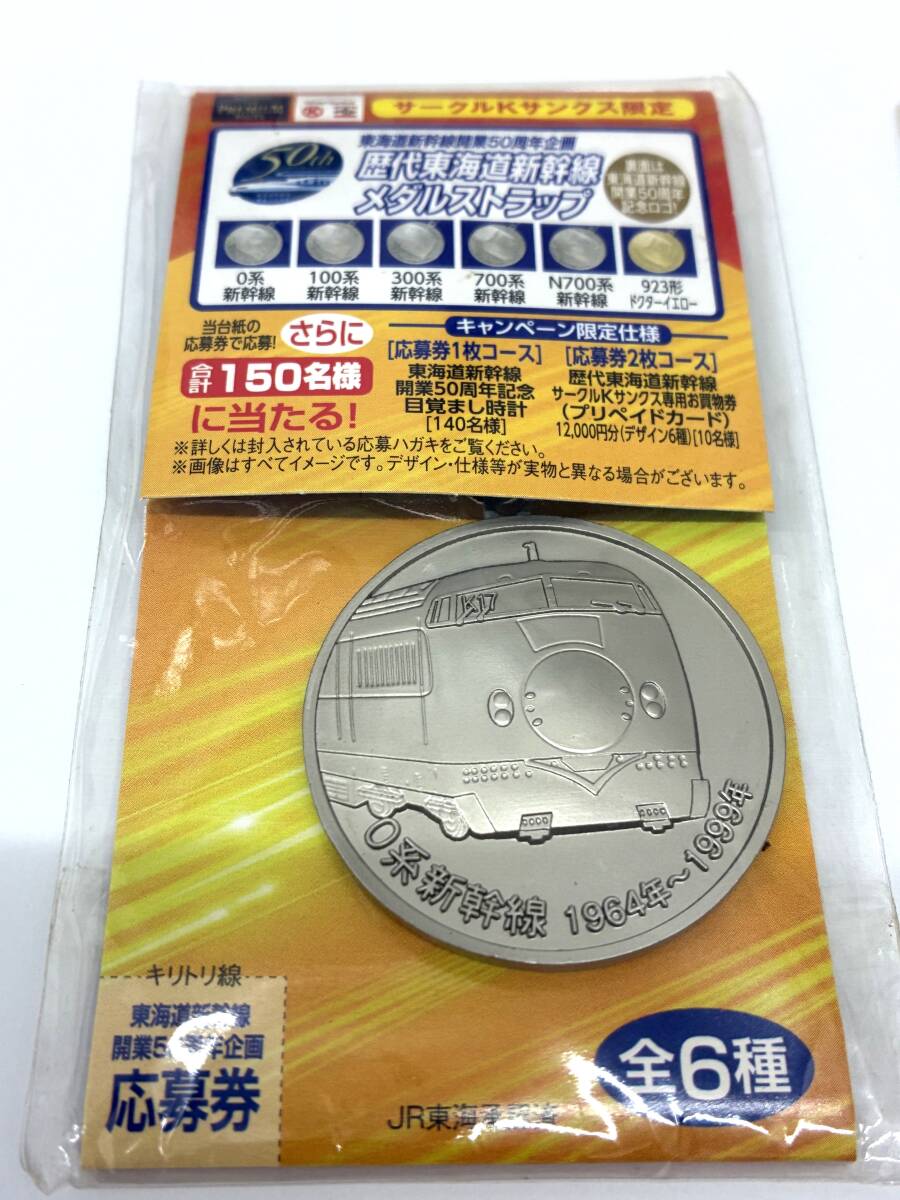 PREMIUM
サークルKサンクス限定
50th
東海道新幹線開業50周年企画
歴代東海道新幹線
メダルストラップ
裏面は
東海道新幹線
開業50周年
記念ロゴ!
0系
新幹線
100系
新幹線
300系
新幹線
700系
新幹線
N700系
新幹線
923形
ドクターイエロー
当台紙の
応募券で応募!
さらに
合計150名様
に当たる!
キャンペーン限定仕様
[応募券1枚コース]
東海道新幹線
開業50周年記念
目覚まし時計
[140名様]
[応募券2枚コース]
歴代東海道新幹線
サークルKサンクス専用お買物券
(プリペイドカード)
12,000円分(デザイン6種)[10名様]
※詳しくは封入されている応募ハガキをご覧ください。
※画像はすべてイメージです。デザイン・仕様等が実物と異なる場合がございます。
1
K17
0系新幹線 1964年~1999年
キリトリ線
東海道新幹線
開業50周年企画
応募券
全6種
JR東海承認済